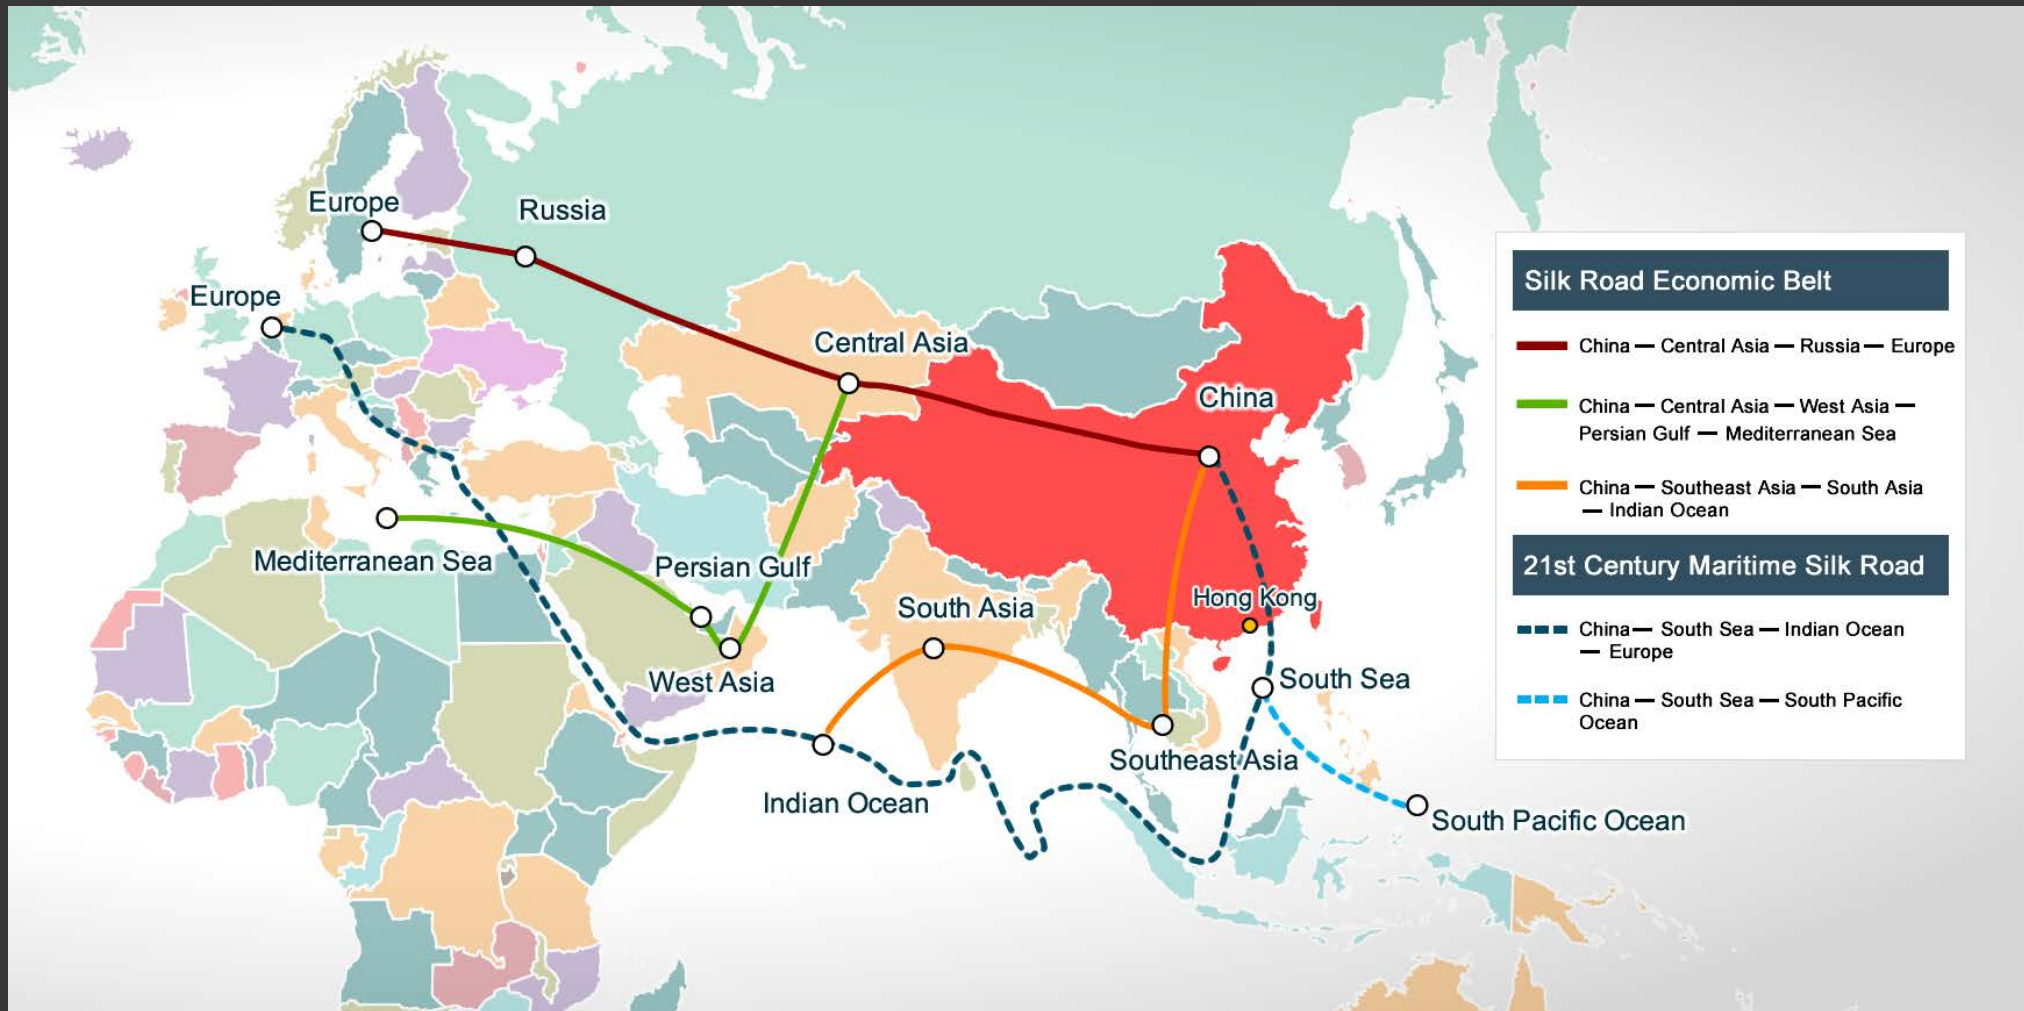 Europe
Russia
Europe
Central Asia
China
Mediterranean Sea
Persian Gulf
South Asia
Hong Kong
West Asia
South Sea
Southeast Asia
Indian Ocean
South Pacific Ocean
Silk Road Economic Belt
China — Central Asia — Russia — Europe
China — Central Asia — West Asia —
Persian Gulf — Mediterranean Sea
China — Southeast Asia — South Asia
— Indian Ocean
21st Century Maritime Silk Road
China — South Sea — Indian Ocean
— Europe
China — South Sea — South Pacific
Ocean